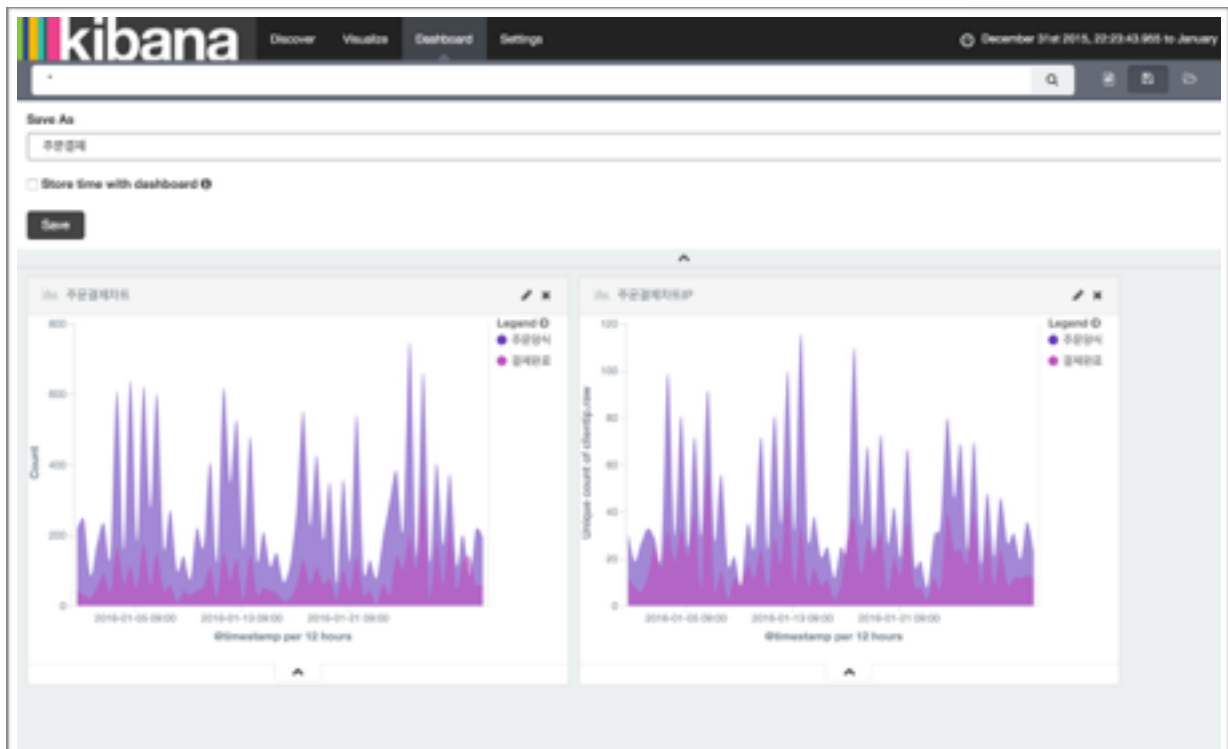 kibana Discover Visualize Dashboard Settings December 31st 2015, 22:23:43.955 to January
*
Save As
주문결제
Store time with dashboard
Save
주문결제차트
800
600
400
200
0
Count
Legend
주문양식
결제완료
2016-01-05 09:00 2016-01-13 09:00 2016-01-21 09:00
@timestamp per 12 hours
주문결제차트IP
120
100
80
60
40
20
0
Unique count of clientip.raw
Legend
주문양식
결제완료
2016-01-05 09:00 2016-01-13 09:00 2016-01-21 09:00
@timestamp per 12 hours